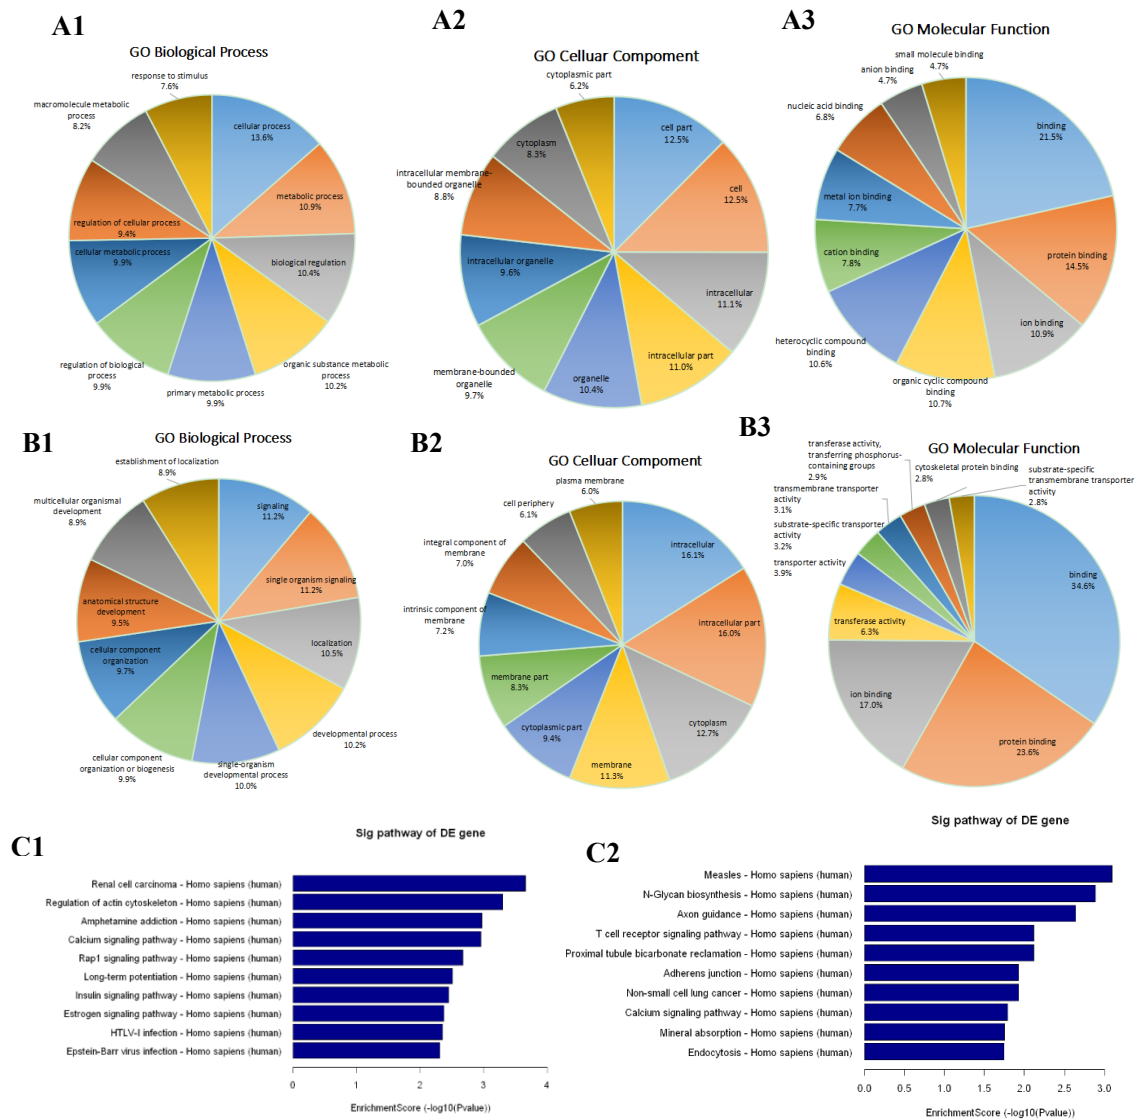 A1
GO Biological Process
response to stimulus
7.6%
macromolecule metabolic
process
8.2%
cellular process
13.6%
metabolic process
10.9%
regulation of cellular process
9.4%
cellular metabolic process
9.9%
biological regulation
10.4%
regulation of biological
process
9.9%
primary metabolic process
9.9%
organic substance metabolic
process
10.2%
A2
GO Celluar Compoment
cytoplasmic part
6.2%
cell part
12.5%
cytoplasm
8.3%
intracellular membrane-
bounded organelle
8.8%
cell
12.5%
intracellular organelle
9.6%
intracellular
11.1%
membrane-bounded
organelle
9.7%
organelle
10.4%
intracellular part
11.0%
A3
GO Molecular Function
small molecule binding
4.7%
anion binding
4.7%
nucleic acid binding
6.8%
binding
21.5%
metal ion binding
7.7%
cation binding
7.8%
protein binding
14.5%
heterocyclic compound
binding
10.6%
ion binding
10.9%
organic cyclic compound
binding
10.7%
B1
GO Biological Process
establishment of localization
8.9%
multicellular organismal
development
8.9%
signaling
11.2%
single organism signaling
11.2%
anatomical structure
development
9.5%
cellular component
organization
9.7%
localization
10.5%
developmental process
10.2%
cellular component
organization or biogenesis
9.9%
single-organism
developmental process
10.0%
B2
GO Celluar Compoment
plasma membrane
6.0%
cell periphery
6.1%
integral component of
membrane
7.0%
intracellular
16.1%
intrinsic component of
membrane
7.2%
intracellular part
16.0%
membrane part
8.3%
cytoplasmic part
9.4%
cytoplasm
12.7%
membrane
11.3%
B3
GO Molecular Function
transferase activity,
transferring phosphorus-
containing groups
2.9%
cytoskeletal protein binding
2.8%
substrate-specific
transmembrane transporter
activity
2.8%
transmembrane transporter
activity
3.1%
substrate-specific transporter
activity
3.2%
transporter activity
3.9%
binding
34.6%
transferase activity
6.3%
ion binding
17.0%
protein binding
23.6%
C1
Sig pathway of DE gene
Renal cell carcinoma - Homo sapiens (human)
Regulation of actin cytoskeleton - Homo sapiens (human)
Amphetamine addiction - Homo sapiens (human)
Calcium signaling pathway - Homo sapiens (human)
Rap1 signaling pathway - Homo sapiens (human)
Long-term potentiation - Homo sapiens (human)
Insulin signaling pathway - Homo sapiens (human)
Estrogen signaling pathway - Homo sapiens (human)
HTLV-I infection - Homo sapiens (human)
Epstein-Barr virus infection - Homo sapiens (human)
0 1 2 3 4
EnrichmentScore (-log10(Pvalue))
C2
Sig pathway of DE gene
Measles - Homo sapiens (human)
N-Glycan biosynthesis - Homo sapiens (human)
Axon guidance - Homo sapiens (human)
T cell receptor signaling pathway - Homo sapiens (human)
Proximal tubule bicarbonate reclamation - Homo sapiens (human)
Adherens junction - Homo sapiens (human)
Non-small cell lung cancer - Homo sapiens (human)
Calcium signaling pathway - Homo sapiens (human)
Mineral absorption - Homo sapiens (human)
Endocytosis - Homo sapiens (human)
0.0 0.5 1.0 1.5 2.0 2.5 3.0
EnrichmentScore (-log10(Pvalue))